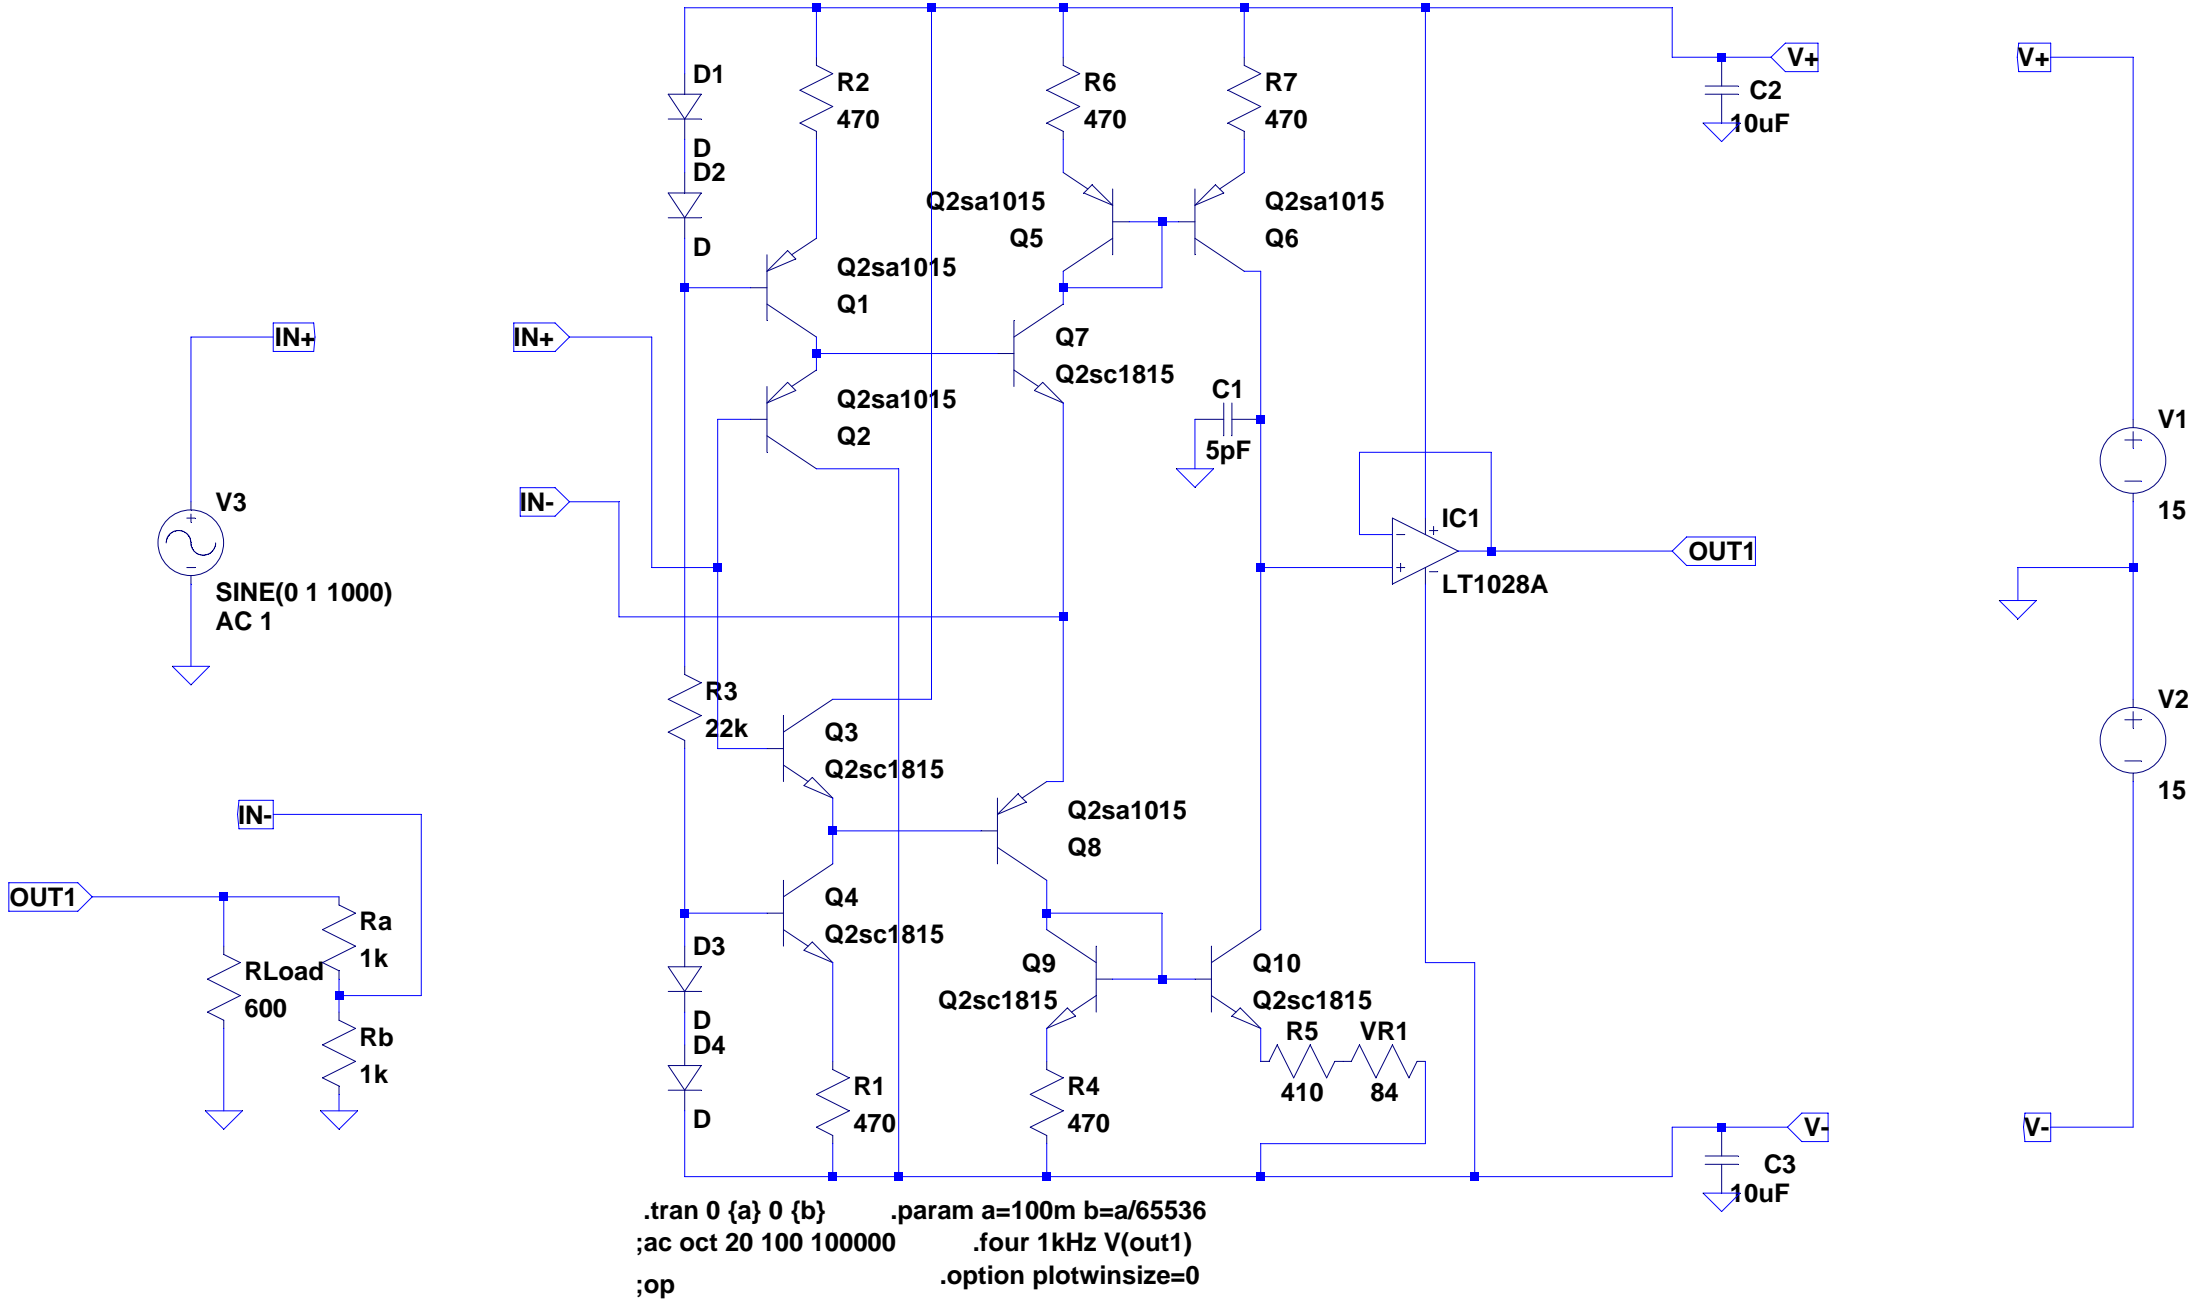 D1
D
D2
D
R2
470
R6
470
R7
470
V+
C2
10uF
V+
Q2sa1015
Q5
Q2sa1015
Q6
Q2sa1015
Q1
IN+
IN+
Q7
Q2sc1815
Q2sa1015
Q2
C1
5pF
V1
15
IN-
V3
SINE(0 1 1000)
AC 1
IC1
LT1028A
OUT1
R3
22k
Q3
Q2sc1815
V2
15
IN-
Q2sa1015
Q8
OUT1
Ra
1k
RLoad
600
Rb
1k
Q4
Q2sc1815
D3
D
D4
D
Q9
Q2sc1815
Q10
Q2sc1815
R5
410
VR1
84
R1
470
R4
470
V-
C3
10uF
V-
.tran 0 {a} 0 {b}
.param a=100m b=a/65536
;ac oct 20 100 100000
.four 1kHz V(out1)
;op
.option plotwinsize=0